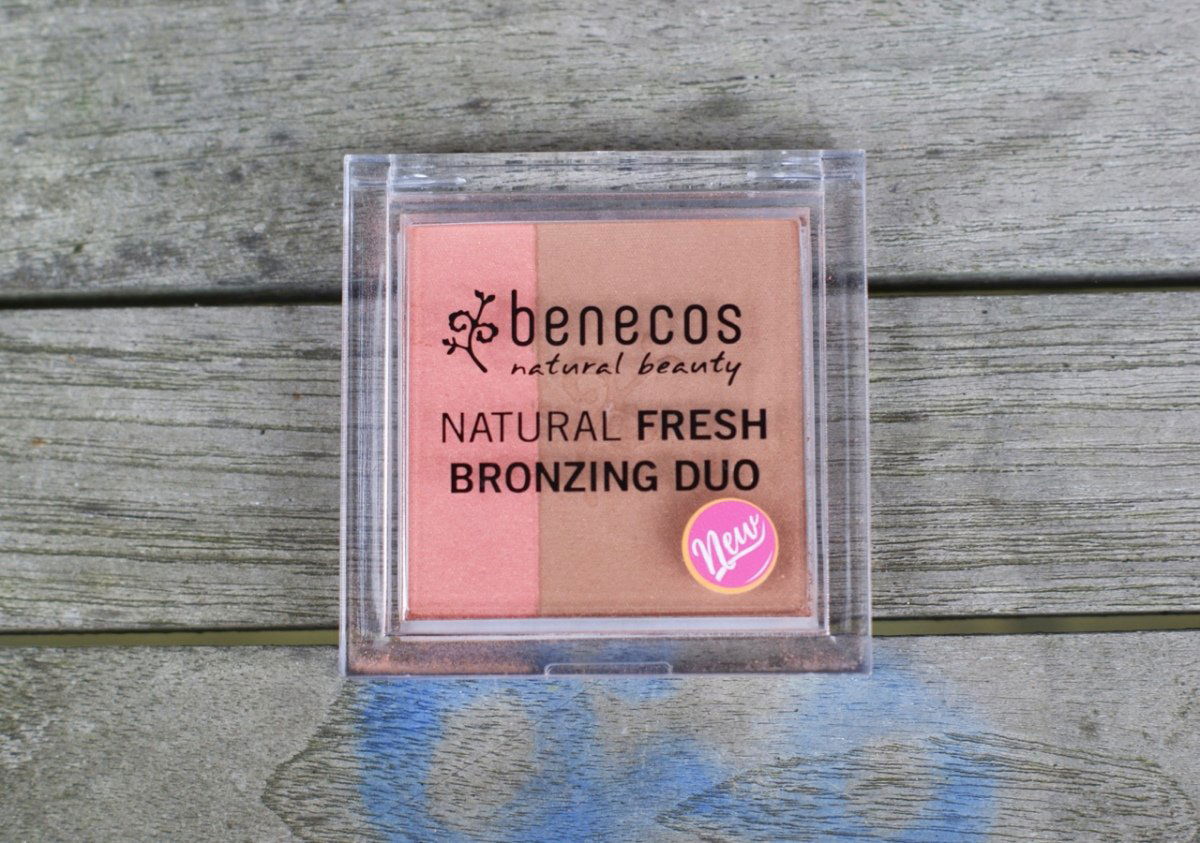 benecos
natural beauty
NATURAL FRESH
BRONZING DUO
New